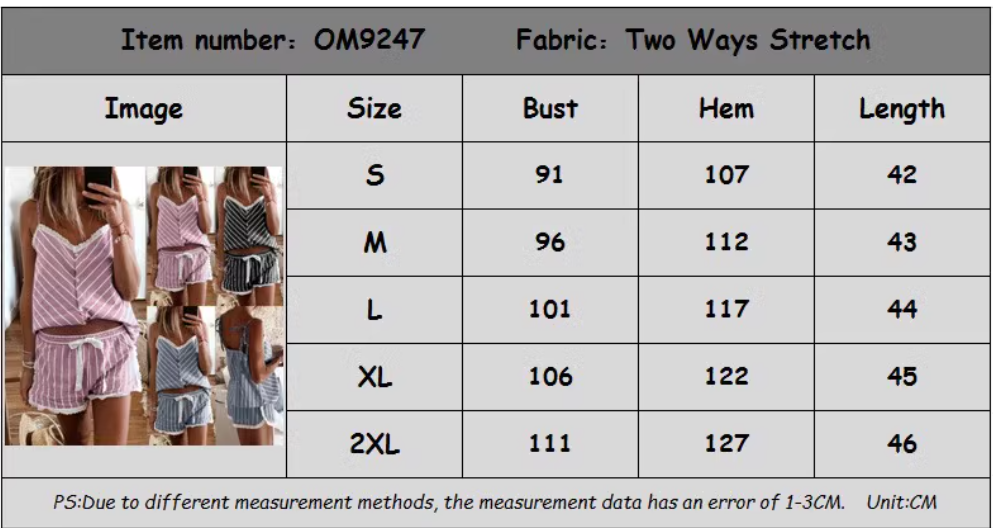 Item number: OM9247 Fabric: Two Ways Stretch
Image Size Bust Hem Length
S 91 107 42
M 96 112 43
L 101 117 44
XL 106 122 45
2XL 111 127 46
PS:Due to different measurement methods, the measurement data has an error of 1-3CM. Unit:CM